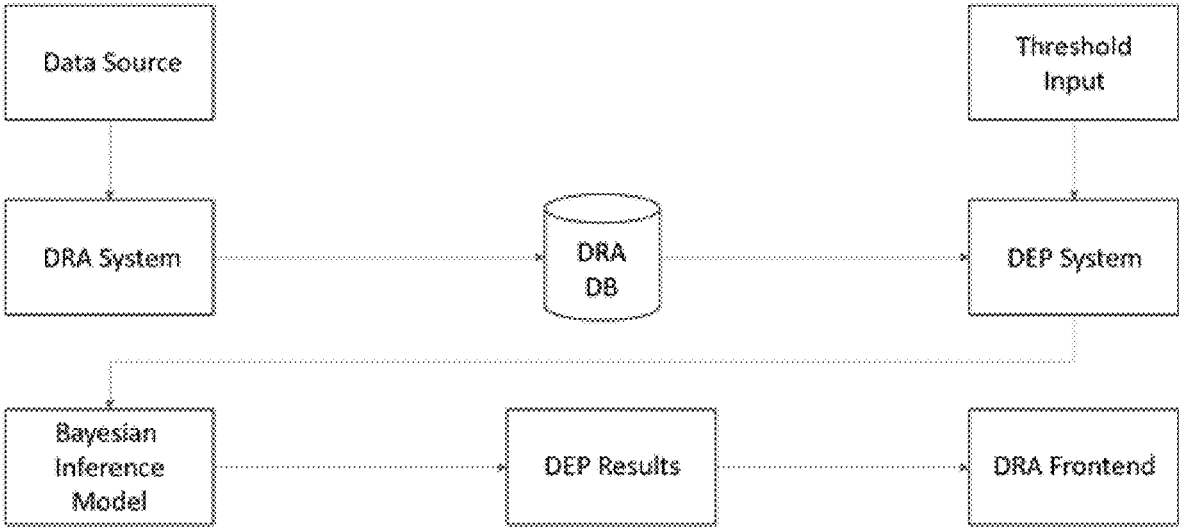 Data Source
Threshold
Input
DRA System
DRA
DB
DEP System
Bayesian
Inference
Model
DEP Results
DRA Frontend